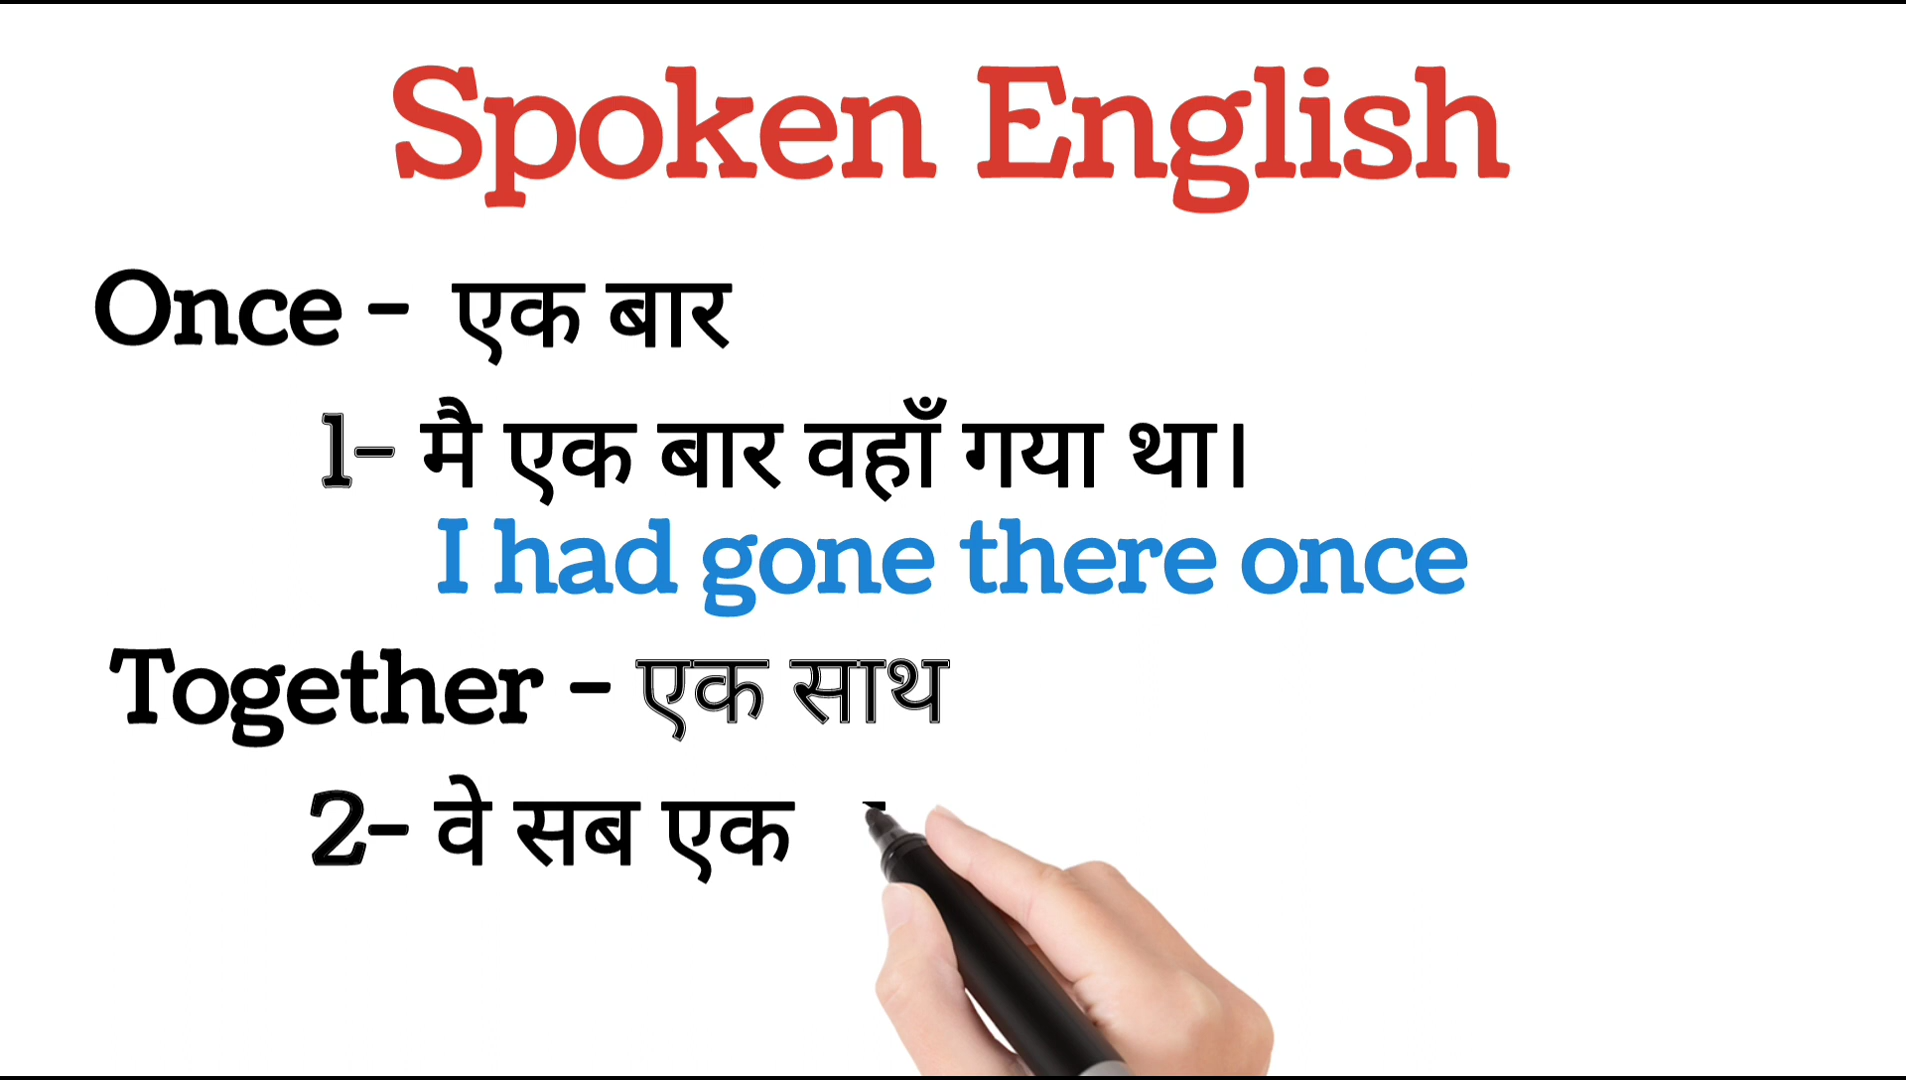 Spoken English
Once - एक बार
1- मै एक बार वहाँ गया था।
I had gone there once
Together - एक साथ
2- वे सब एक